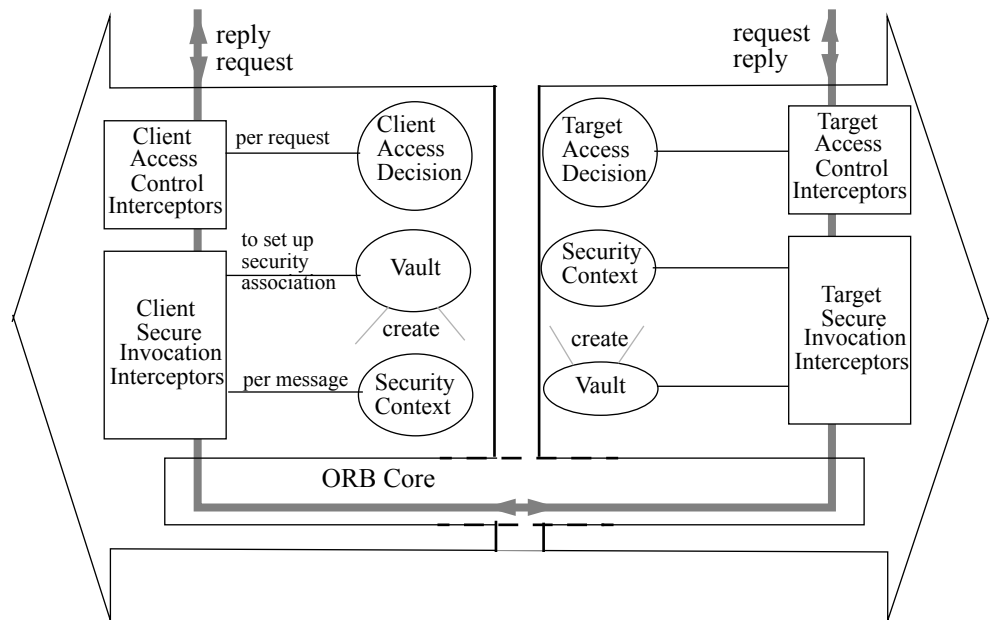 reply
request
request
reply
Client
Access
Control
Interceptors
per request
Client
Access
Decision
Target
Access
Decision
Target
Access
Control
Interceptors
to set up
security
association
Vault
create
Client
Secure
Invocation
Interceptors
per message
Security
Context
Security
Context
create
Vault
Target
Secure
Invocation
Interceptors
ORB Core